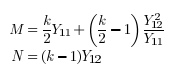 M = \frac{k}{2} Y_{11} + \left( \frac{k}{2} - 1 \right) \frac{Y_{12}^2}{Y_{11}}
N = (k - 1) Y_{12}